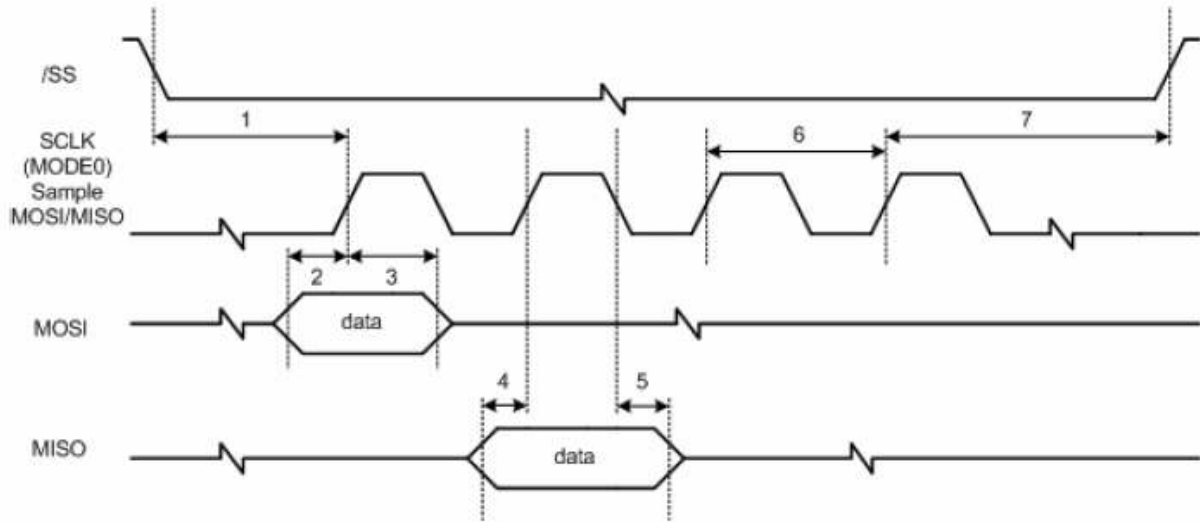 /SS
1
7
6
SCLK
(MODE0)
Sample
MOSI/MISO
2
3
MOSI
data
4
5
MISO
data